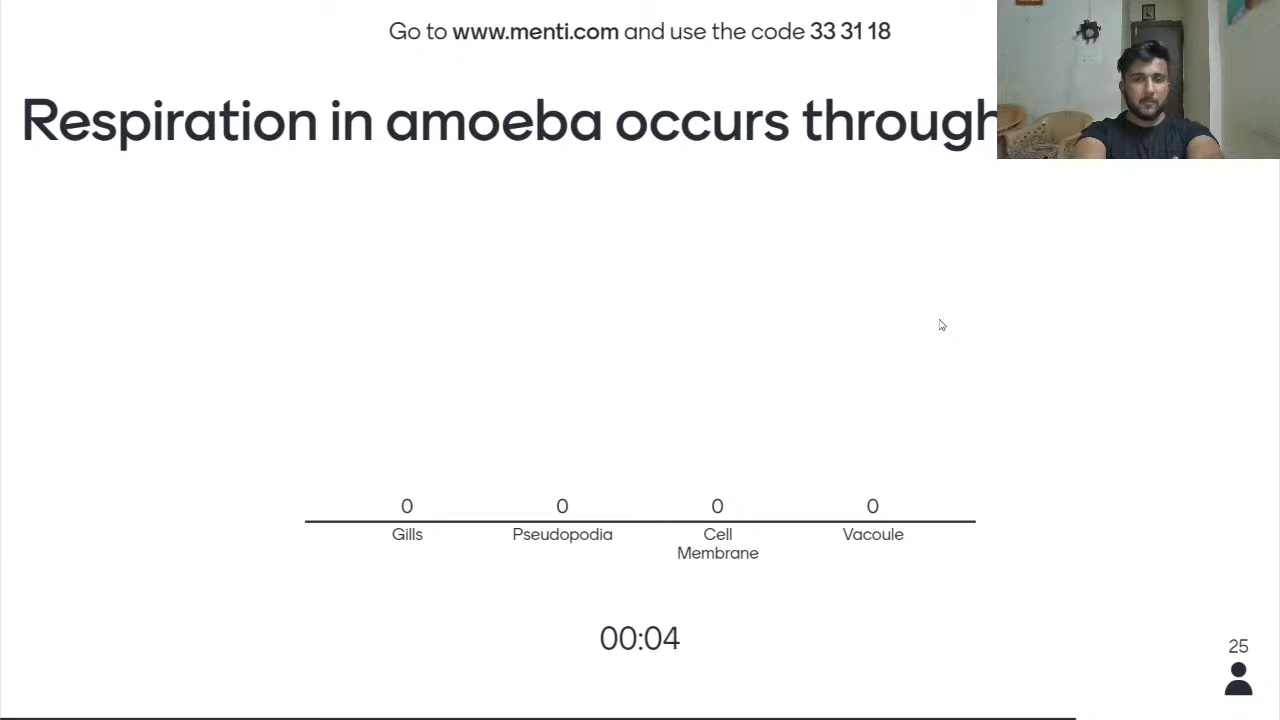 Go to www.menti.com and use the code 33 31 18
Respiration in amoeba occurs through
0 0 0 0
Gills Pseudopodia Cell Membrane Vacoule
00:04
25